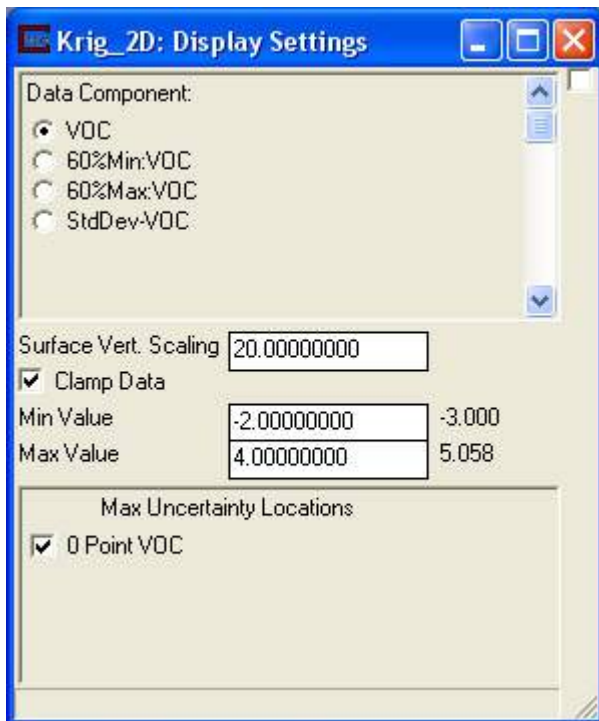 Krig_2D: Display Settings
Data Component:
VOC
60%Min:VOC
60%Max:VOC
StdDev-VOC
Surface Vert. Scaling 20.00000000
Clamp Data
Min Value -2.00000000 -3.000
Max Value 4.00000000 5.058
Max Uncertainty Locations
0 Point VOC